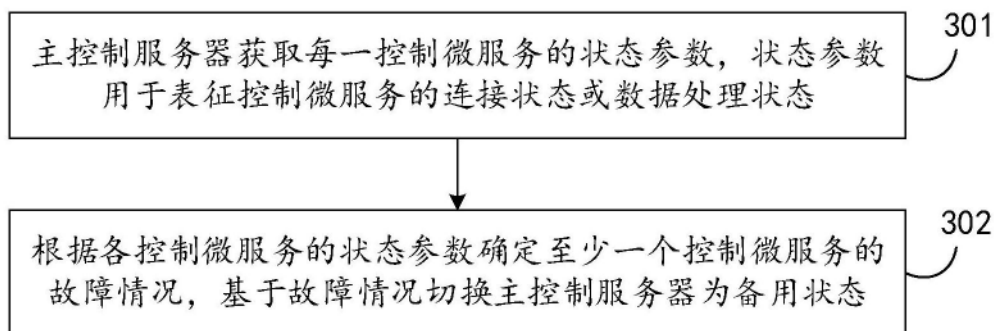 主控制服务器获取每一控制微服务的状态参数，状态参数
用于表征控制微服务的连接状态或数据处理状态
301
根据各控制微服务的状态参数确定至少一个控制微服务的
故障情况，基于故障情况切换主控制服务器为备用状态
302